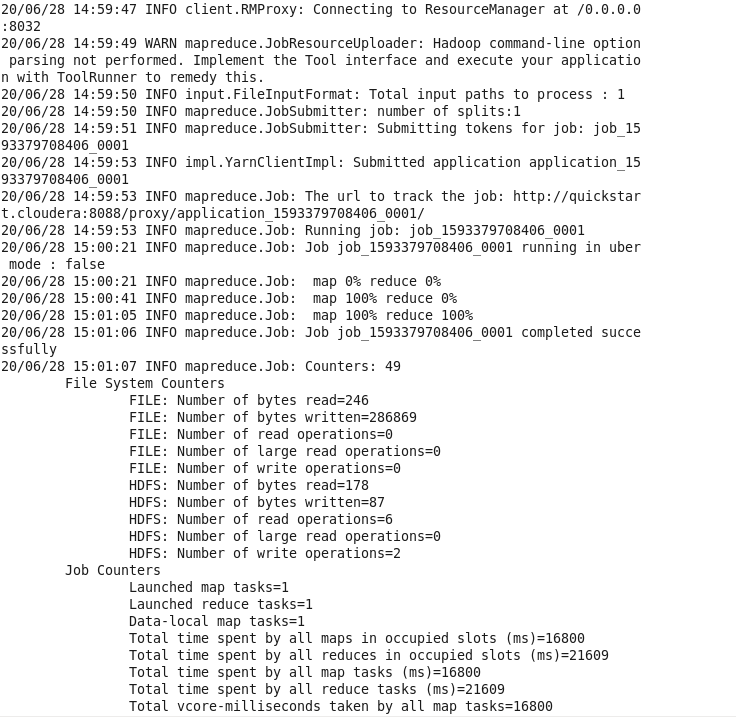 20/06/28 14:59:47 INFO client.RMProxy: Connecting to ResourceManager at /0.0.0.0
:8032
20/06/28 14:59:49 WARN mapreduce.JobResourceUploader: Hadoop command-line option
 parsing not performed. Implement the Tool interface and execute your applicatio
n with ToolRunner to remedy this.
20/06/28 14:59:50 INFO input.FileInputFormat: Total input paths to process : 1
20/06/28 14:59:50 INFO mapreduce.JobSubmitter: number of splits:1
20/06/28 14:59:51 INFO mapreduce.JobSubmitter: Submitting tokens for job: job_15
93379708406_0001
20/06/28 14:59:53 INFO impl.YarnClientImpl: Submitted application application_15
93379708406_0001
20/06/28 14:59:53 INFO mapreduce.Job: The url to track the job: http://quickstar
t.cloudera:8088/proxy/application_1593379708406_0001/
20/06/28 14:59:53 INFO mapreduce.Job: Running job: job_1593379708406_0001
20/06/28 15:00:21 INFO mapreduce.Job: Job job_1593379708406_0001 running in uber
 mode : false
20/06/28 15:00:21 INFO mapreduce.Job:  map 0% reduce 0%
20/06/28 15:00:41 INFO mapreduce.Job:  map 100% reduce 0%
20/06/28 15:01:05 INFO mapreduce.Job:  map 100% reduce 100%
20/06/28 15:01:06 INFO mapreduce.Job: Job job_1593379708406_0001 completed succe
ssfully
20/06/28 15:01:07 INFO mapreduce.Job: Counters: 49
        File System Counters
                FILE: Number of bytes read=246
                FILE: Number of bytes written=286869
                FILE: Number of read operations=0
                FILE: Number of large read operations=0
                FILE: Number of write operations=0
                HDFS: Number of bytes read=178
                HDFS: Number of bytes written=87
                HDFS: Number of read operations=6
                HDFS: Number of large read operations=0
                HDFS: Number of write operations=2
        Job Counters
                Launched map tasks=1
                Launched reduce tasks=1
                Data-local map tasks=1
                Total time spent by all maps in occupied slots (ms)=16800
                Total time spent by all reduces in occupied slots (ms)=21609
                Total time spent by all map tasks (ms)=16800
                Total time spent by all reduce tasks (ms)=21609
                Total vcore-milliseconds taken by all map tasks=16800